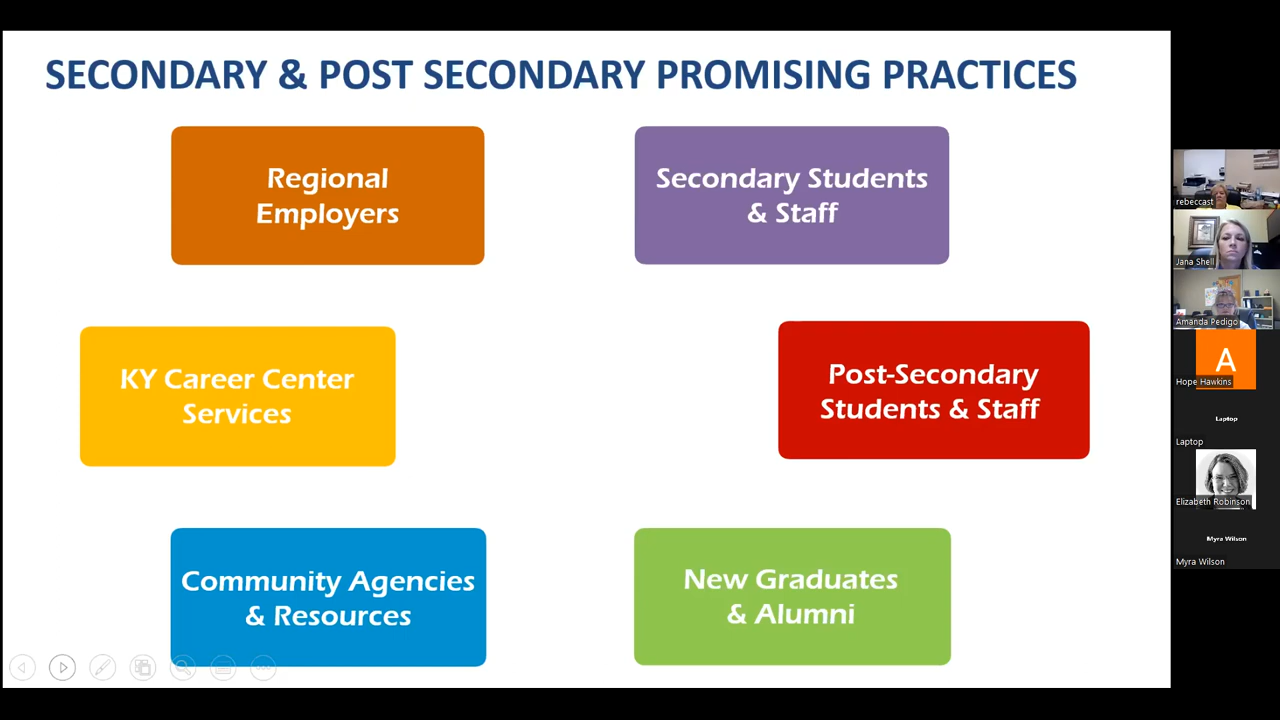 SECONDARY & POST SECONDARY PROMISING PRACTICES
Regional
Employers
Secondary Students
& Staff
KY Career Center
Services
Post-Secondary
Students & Staff
Community Agencies
& Resources
New Graduates
& Alumni
rebeccast
Jana Shell
Amanda Pedigo
A
Hope Hawkins
Laptop
Laptop
Elizabeth Robinson
Myra Wilson
Myra Wilson